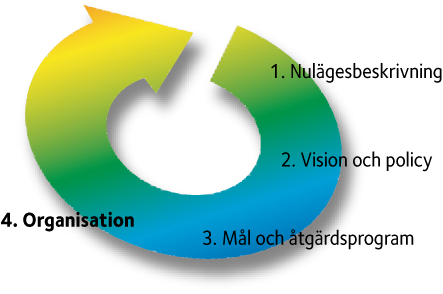 1. Nulägesbeskrivning
2. Vision och policy
3. Mål och åtgärdsprogram
4. Organisation